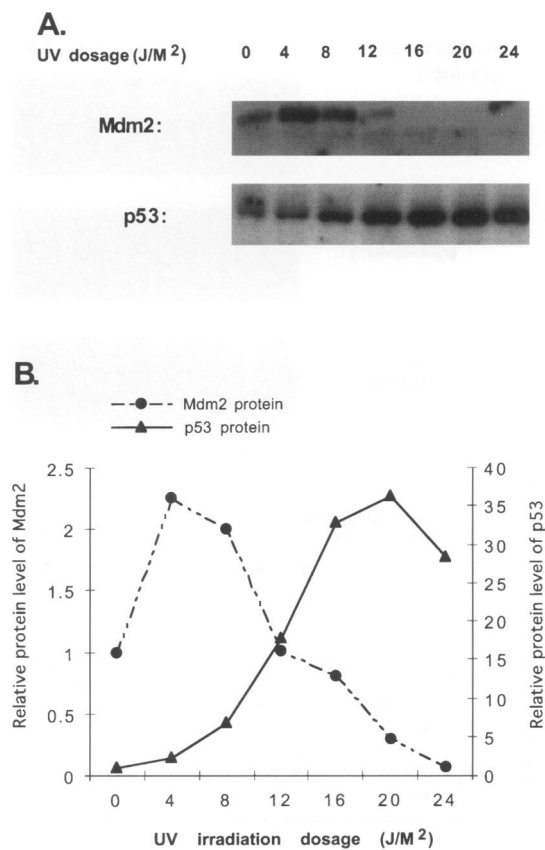 A.
UV dosage (J/M2) 0 4 8 12 16 20 24
Mdm2:
p53:
B.
Mdm2 protein
p53 protein
2.5
2
1.5
1
0.5
0
Relative protein level of Mdm2
40
35
30
25
20
15
10
5
0
Relative protein level of p53
0 4 8 12 16 20 24
UV irradiation dosage (J/M2)